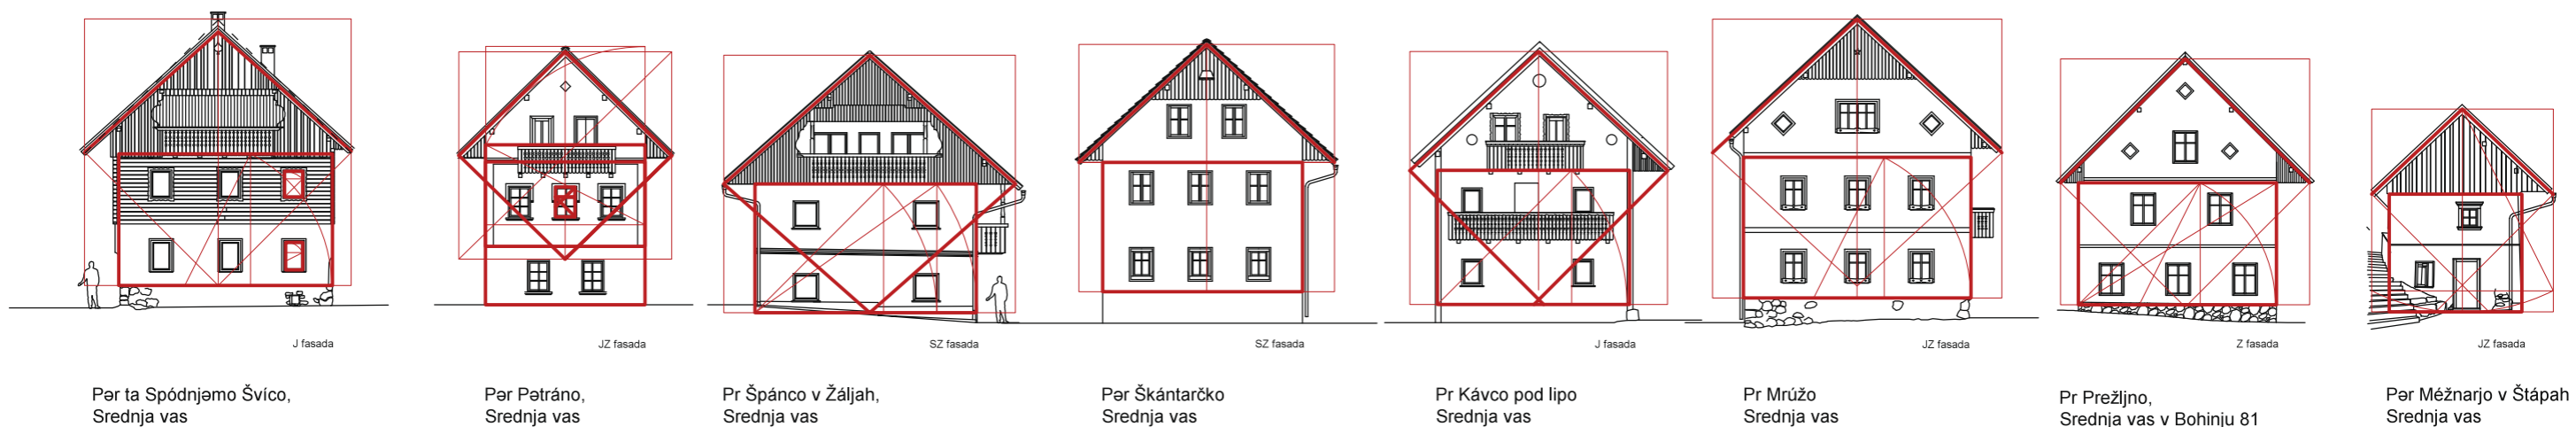 J fasada
JZ fasada
SZ fasada
SZ fasada
J fasada
JZ fasada
Z fasada
JZ fasada
Pər ta Spódnjəmo Švíco,
Srednja vas
Pər Pətráno,
Srednja vas
Pr Špánco v Žáljah,
Srednja vas
Pər Škántarčko
Srednja vas
Pr Kávco pod lipo
Srednja vas
Pr Mrúžo
Srednja vas
Pr Prežljno,
Srednja vas v Bohinju 81
Pər Méžnarjo v Štápah
Srednja vas